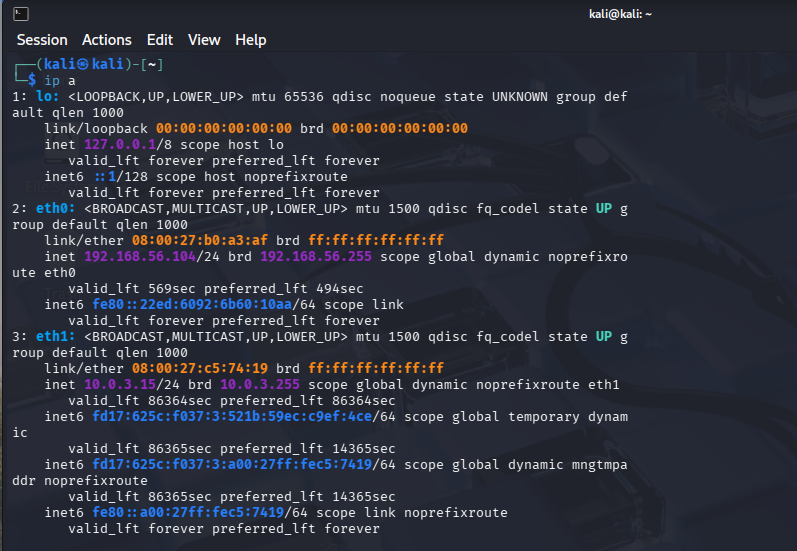 kali@kali: ~
Session Actions Edit View Help
┌──(kali㉿kali)-[~]
└─$ ip a
1: lo: <LOOPBACK,UP,LOWER_UP> mtu 65536 qdisc noqueue state UNKNOWN group def
ault qlen 1000
    link/loopback 00:00:00:00:00:00 brd 00:00:00:00:00:00
    inet 127.0.0.1/8 scope host lo
       valid_lft forever preferred_lft forever
    inet6 ::1/128 scope host noprefixroute
       valid_lft forever preferred_lft forever
2: eth0: <BROADCAST,MULTICAST,UP,LOWER_UP> mtu 1500 qdisc fq_codel state UP g
roup default qlen 1000
    link/ether 08:00:27:b0:a3:af brd ff:ff:ff:ff:ff:ff
    inet 192.168.56.104/24 brd 192.168.56.255 scope global dynamic noprefixro
ute eth0
       valid_lft 569sec preferred_lft 494sec
    inet6 fe80::22ed:6092:6b60:10aa/64 scope link
       valid_lft forever preferred_lft forever
3: eth1: <BROADCAST,MULTICAST,UP,LOWER_UP> mtu 1500 qdisc fq_codel state UP g
roup default qlen 1000
    link/ether 08:00:27:c5:74:19 brd ff:ff:ff:ff:ff:ff
    inet 10.0.3.15/24 brd 10.0.3.255 scope global dynamic noprefixroute eth1
       valid_lft 86364sec preferred_lft 86364sec
    inet6 fd17:625c:f037:3:521b:59ec:c9ef:4ce/64 scope global temporary dynam
ic
       valid_lft 86365sec preferred_lft 14365sec
    inet6 fd17:625c:f037:3:a00:27ff:fec5:7419/64 scope global dynamic mngtmpa
ddr noprefixroute
       valid_lft 86365sec preferred_lft 14365sec
    inet6 fe80::a00:27ff:fec5:7419/64 scope link noprefixroute
       valid_lft forever preferred_lft forever